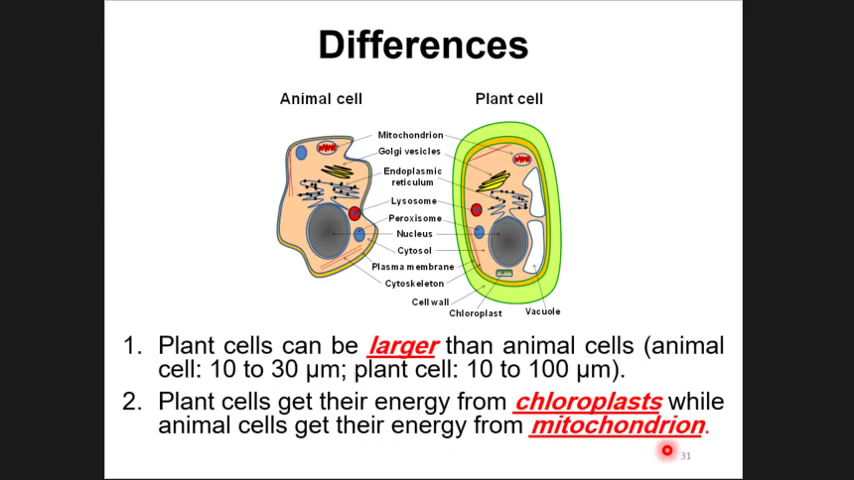 Differences
Animal cell
Plant cell
Mitochondrion
Golgi vesicles
Endoplasmic
reticulum
Lysosome
Peroxisome
Nucleus
Cytosol
Plasma membrane
Cytoskeleton
Cell wall
Chloroplast
Vacuole
1. Plant cells can be larger than animal cells (animal
cell: 10 to 30 μm; plant cell: 10 to 100 μm).
2. Plant cells get their energy from chloroplasts while
animal cells get their energy from mitochondrion.
31